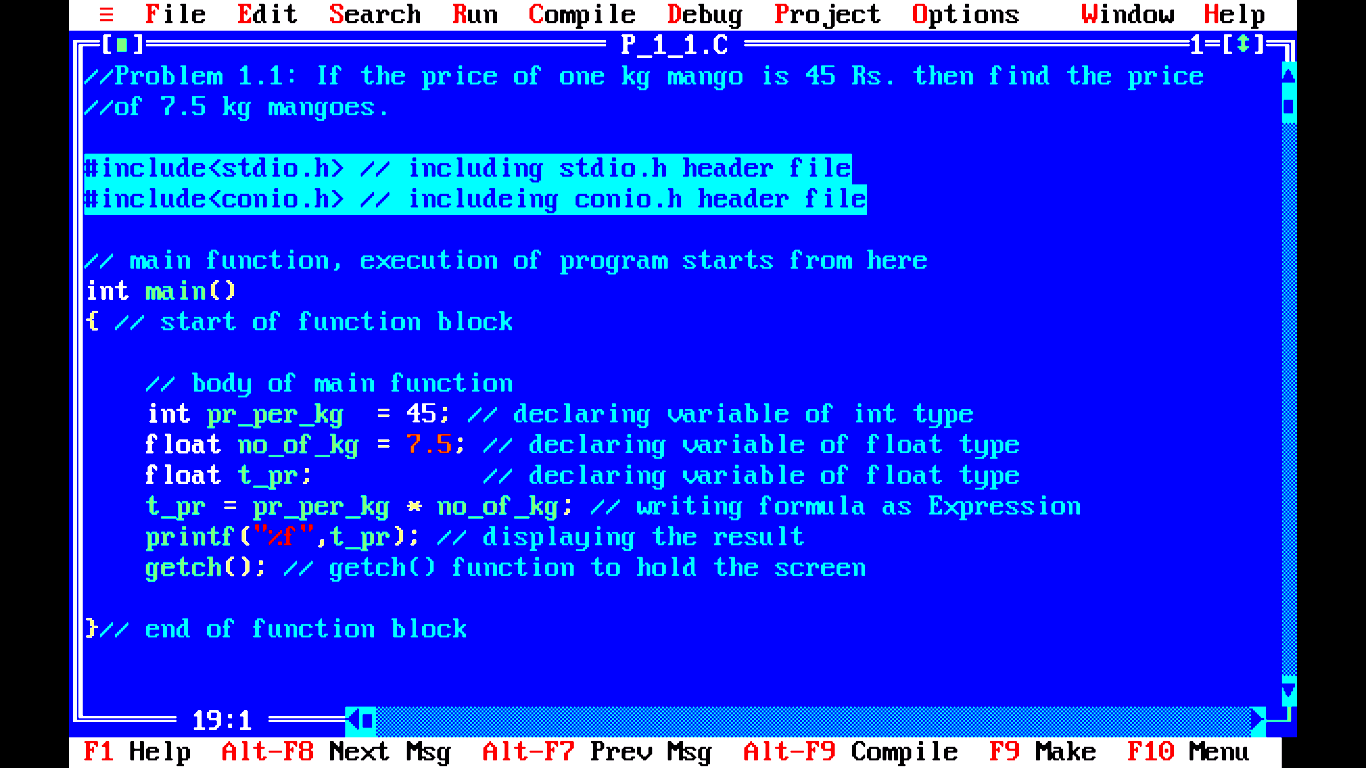 ≡ File Edit Search Run Compile Debug Project Options Window Help
[■] P_1_1.C 1=[↕]
//Problem 1.1: If the price of one kg mango is 45 Rs. then find the price
//of 7.5 kg mangoes.
#include<stdio.h> // including stdio.h header file
#include<conio.h> // includeing conio.h header file
// main function, execution of program starts from here
int main()
{ // start of function block
// body of main function
int pr_per_kg = 45; // declaring variable of int type
float no_of_kg = 7.5; // declaring variable of float type
float t_pr; // declaring variable of float type
t_pr = pr_per_kg * no_of_kg; // writing formula as Expression
printf("%f",t_pr); // displaying the result
getch(); // getch() function to hold the screen
}// end of function block
19:1
F1 Help Alt-F8 Next Msg Alt-F7 Prev Msg Alt-F9 Compile F9 Make F10 Menu